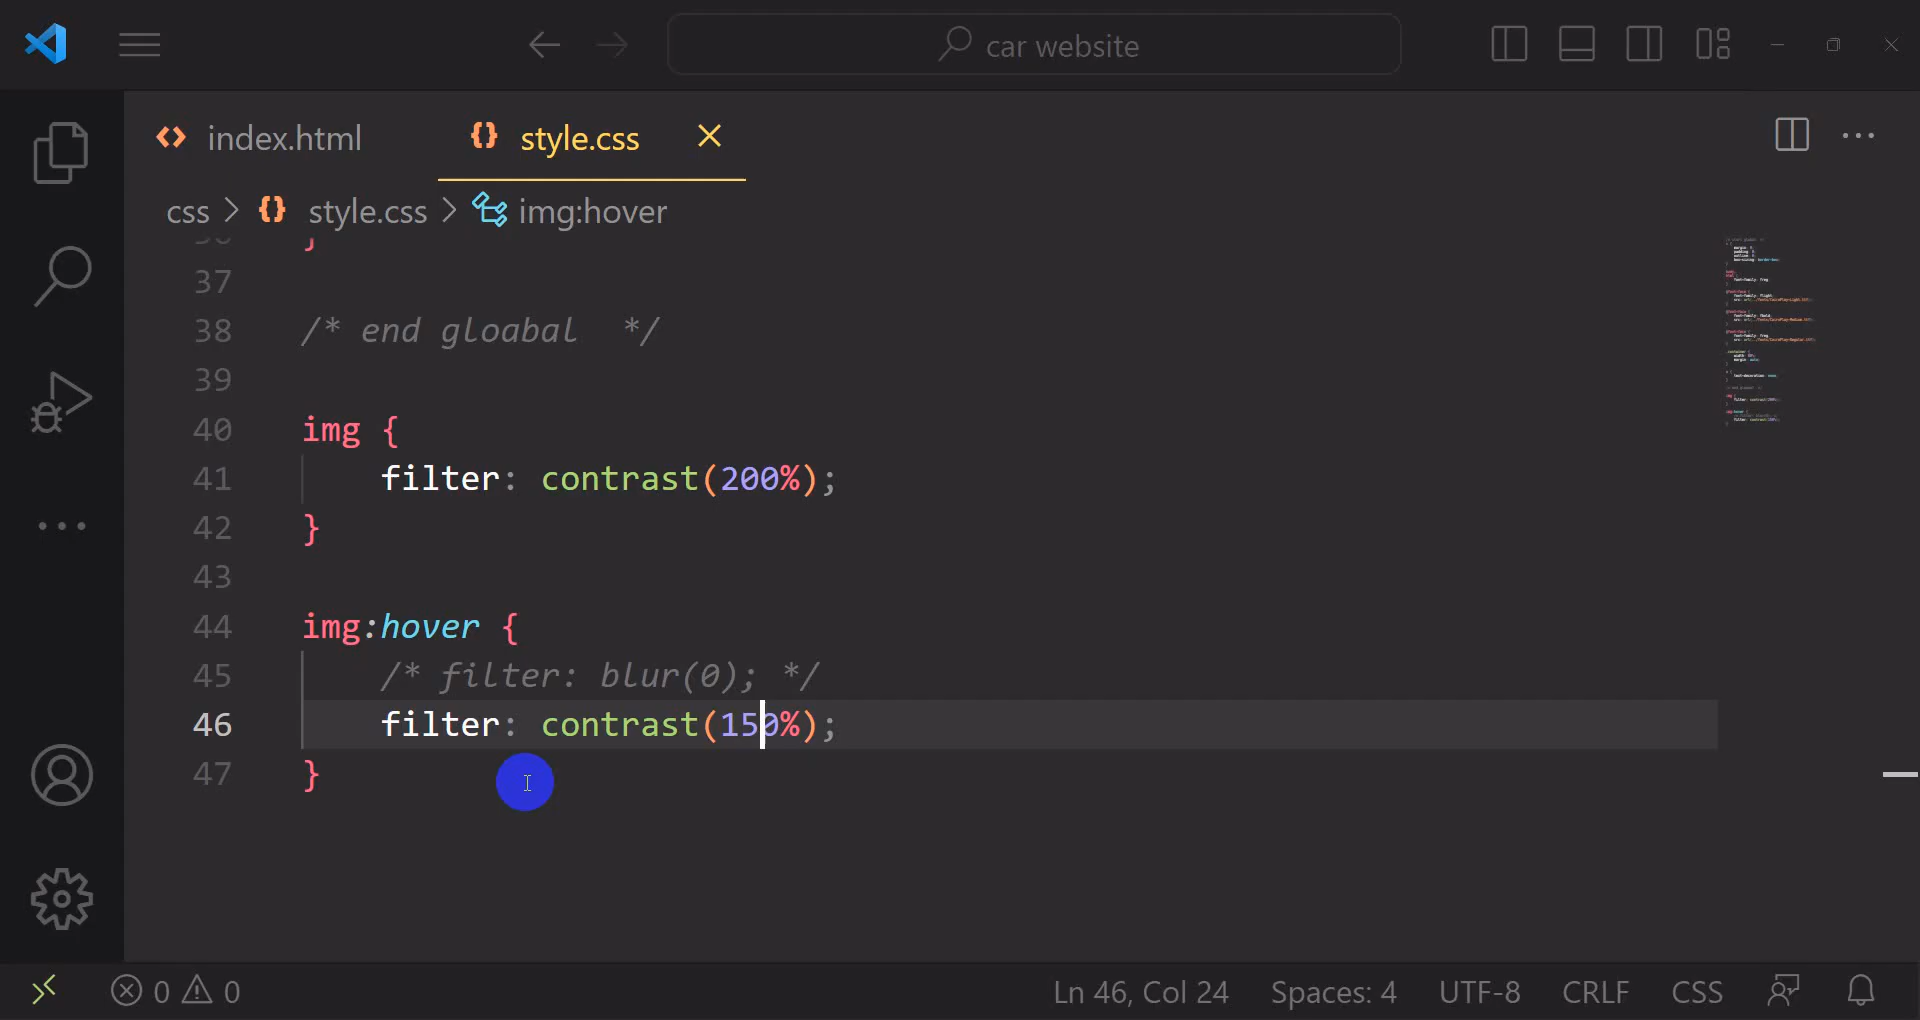 car website
index.html
style.css
css > {} style.css > img:hover
37
38 /* end gloabal  */
39
40 img {
41     filter: contrast(200%);
42 }
43
44 img:hover {
45     /* filter: blur(0); */
46     filter: contrast(150%);
47 }
0 0 Ln 46, Col 24 Spaces: 4 UTF-8 CRLF CSS